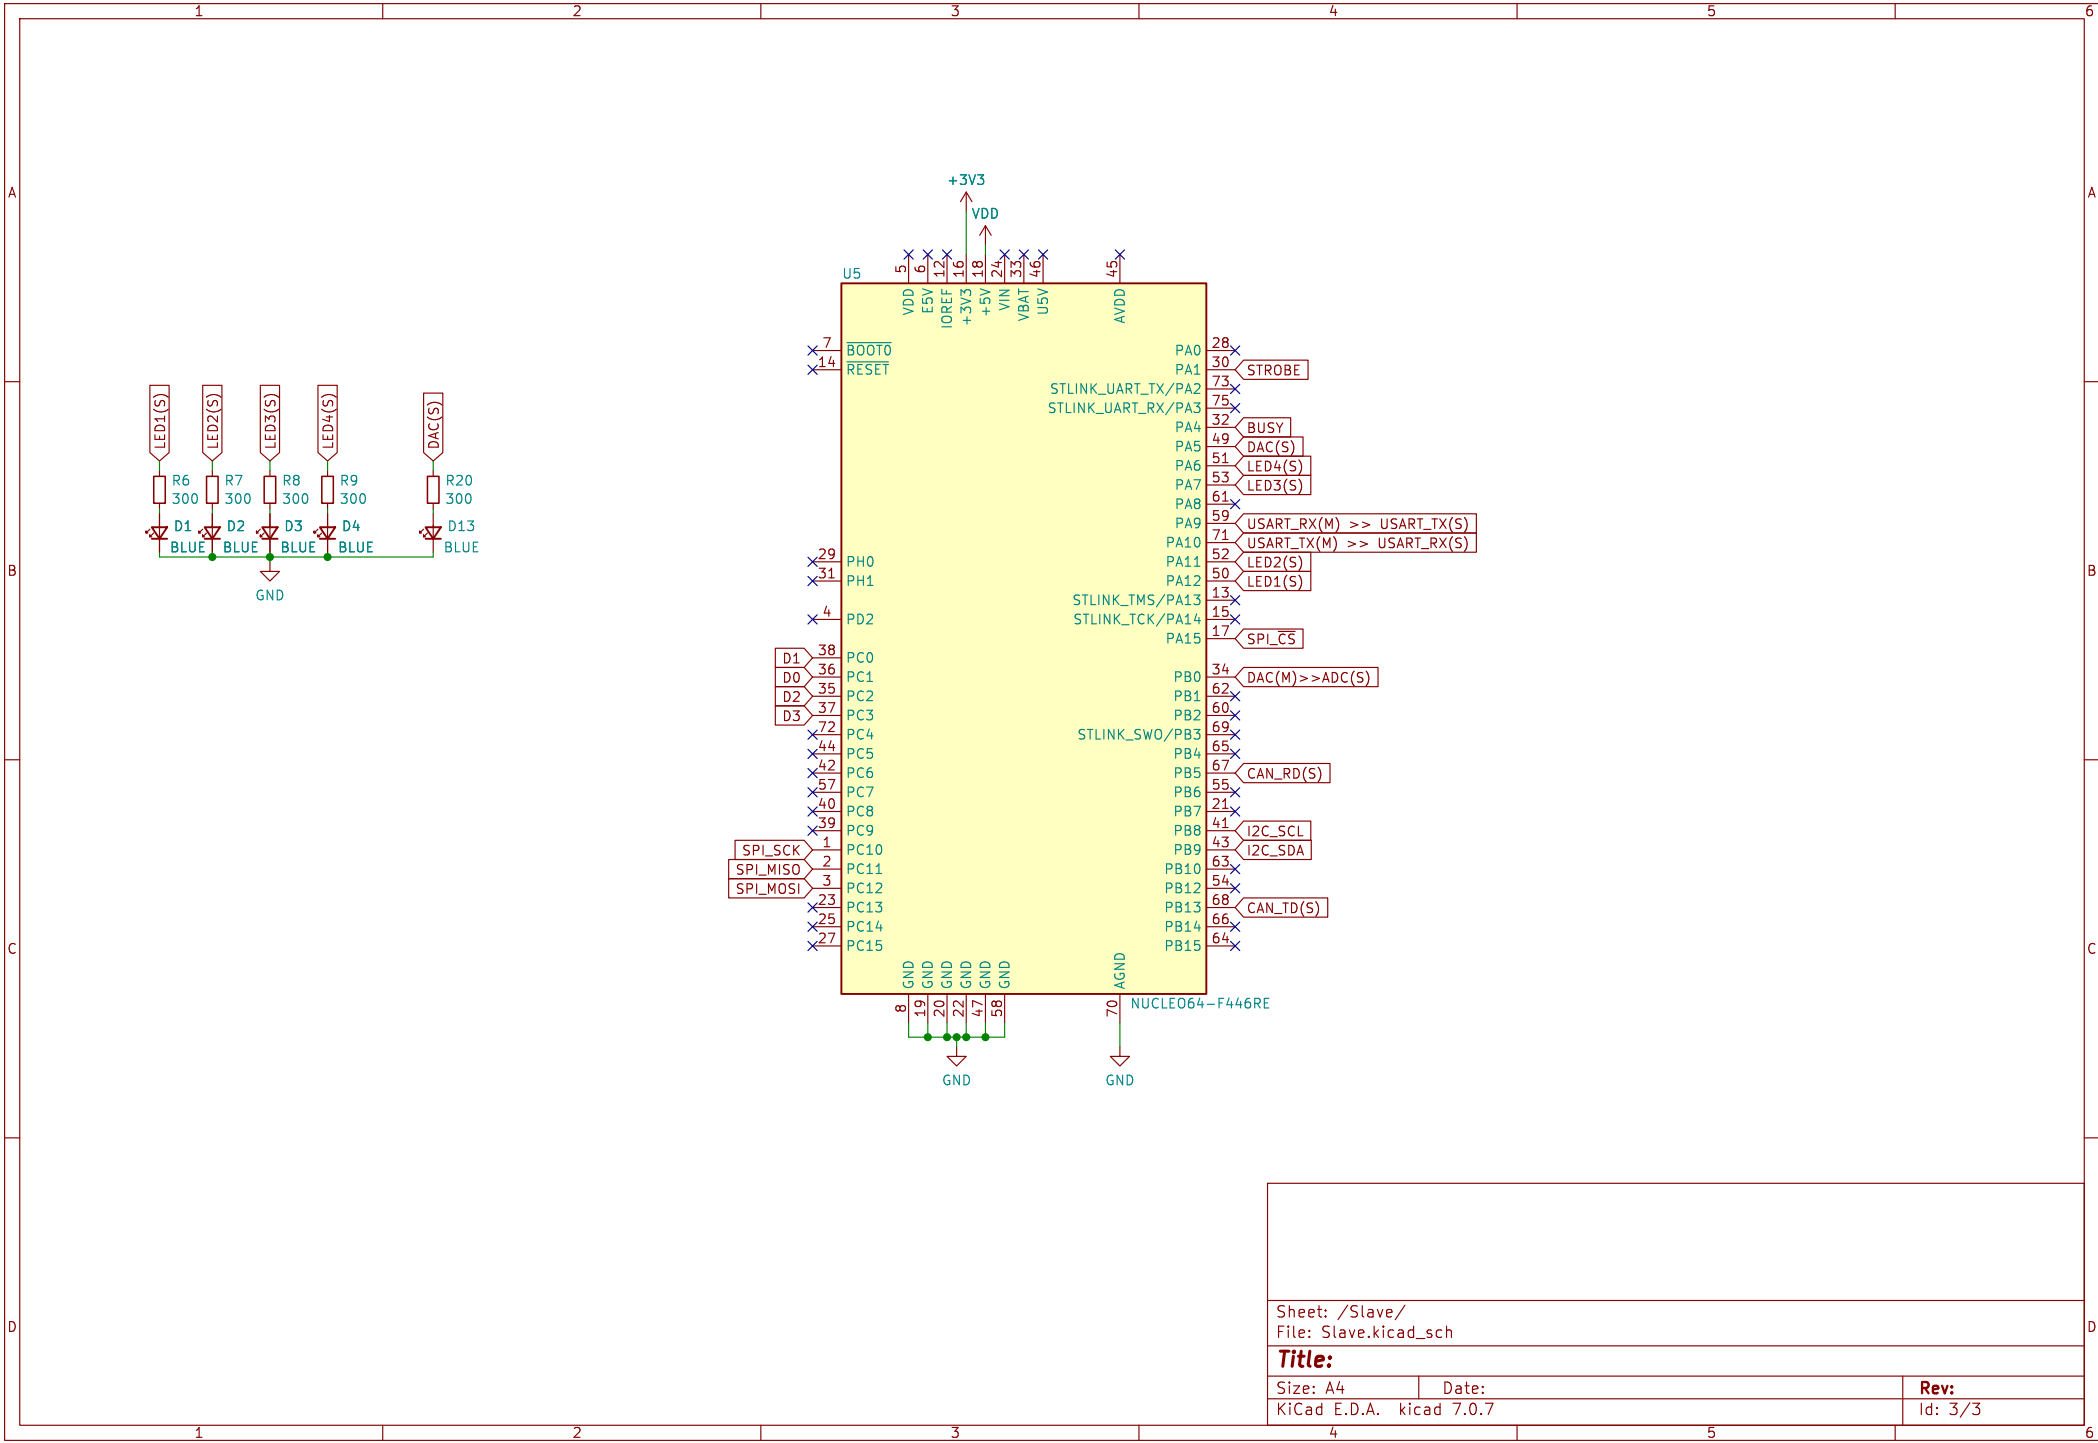 1 2 3 4 5 6
A A
B B
C C
D D
LED1(S)
LED2(S)
LED3(S)
LED4(S)
DAC(S)
R6
300
R7
300
R8
300
R9
300
R20
300
D1
BLUE
D2
BLUE
D3
BLUE
D4
BLUE
D13
BLUE
GND
+3V3
VDD
U5
5 VDD
6 E5V
12 IOREF
16 +3V3
18 +5V
24 VIN
33 VBAT
46 U5V
45 AVDD
7 BOOT0
14 RESET
29 PH0
31 PH1
4 PD2
D1 38 PC0
D0 36 PC1
D2 35 PC2
D3 37 PC3
72 PC4
44 PC5
42 PC6
57 PC7
40 PC8
39 PC9
SPI_SCK 1 PC10
SPI_MISO 2 PC11
SPI_MOSI 3 PC12
23 PC13
25 PC14
27 PC15
PA0 28
PA1 30 STROBE
STLINK_UART_TX/PA2 73
STLINK_UART_RX/PA3 75
PA4 32 BUSY
PA5 49 DAC(S)
PA6 51 LED4(S)
PA7 53 LED3(S)
PA8 61
PA9 59 USART_RX(M) >> USART_TX(S)
PA10 71 USART_TX(M) >> USART_RX(S)
PA11 52 LED2(S)
PA12 50 LED1(S)
STLINK_TMS/PA13 13
STLINK_TCK/PA14 15
PA15 17 SPI_CS
PB0 34 DAC(M)>>ADC(S)
PB1 62
PB2 60
STLINK_SWO/PB3 69
PB4 65
PB5 67 CAN_RD(S)
PB6 55
PB7 21
PB8 41 I2C_SCL
PB9 43 I2C_SDA
PB10 63
PB12 54
PB13 68 CAN_TD(S)
PB14 66
PB15 64
GND 8
GND 19
GND 20
GND 22
GND 47
GND 58
AGND 70
NUCLEO64-F446RE
GND
GND
Sheet: /Slave/
File: Slave.kicad_sch
Title:
Size: A4 Date: Rev:
KiCad E.D.A. kicad 7.0.7 Id: 3/3
1 2 3 4 5 6